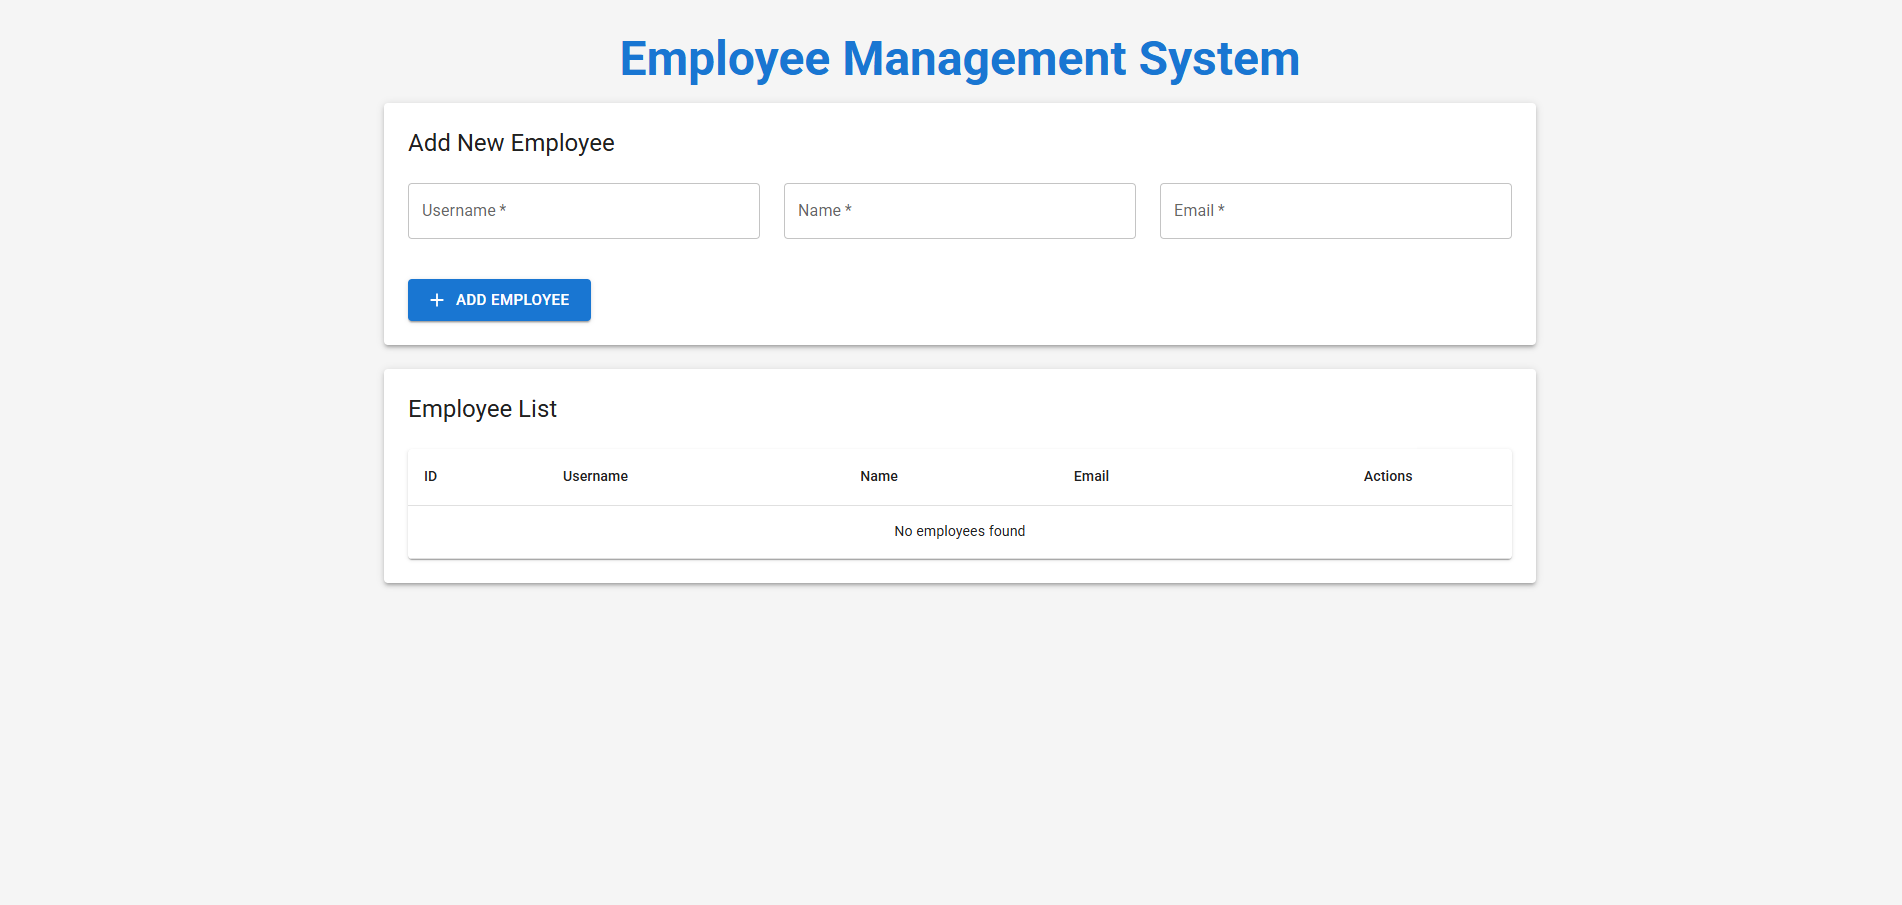 Employee Management System
Add New Employee
Username *
Name *
Email *
ADD EMPLOYEE
Employee List
ID Username Name Email Actions
No employees found